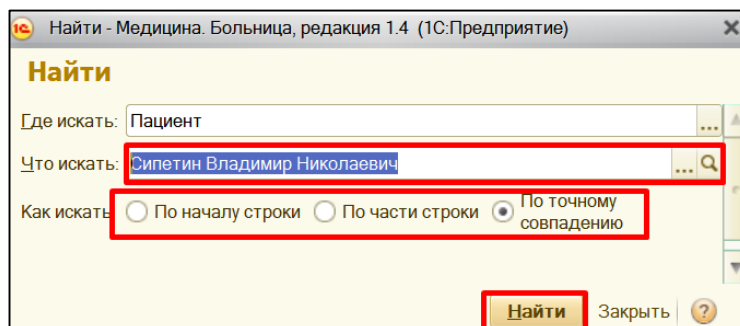 Найти - Медицина. Больница, редакция 1.4 (1С:Предприятие)
Найти
Где искать: Пациент ...
Что искать: Сипетин Владимир Николаевич ...
Как искать По началу строки По части строки По точному совпадению
Найти Закрыть ?